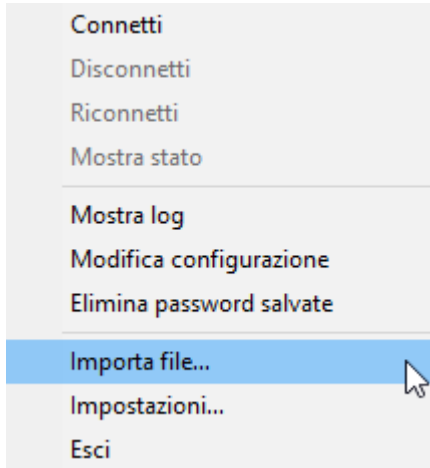 Connetti
Disconnetti
Riconnetti
Mostra stato
Mostra log
Modifica configurazione
Elimina password salvate
Importa file...
Impostazioni...
Esci